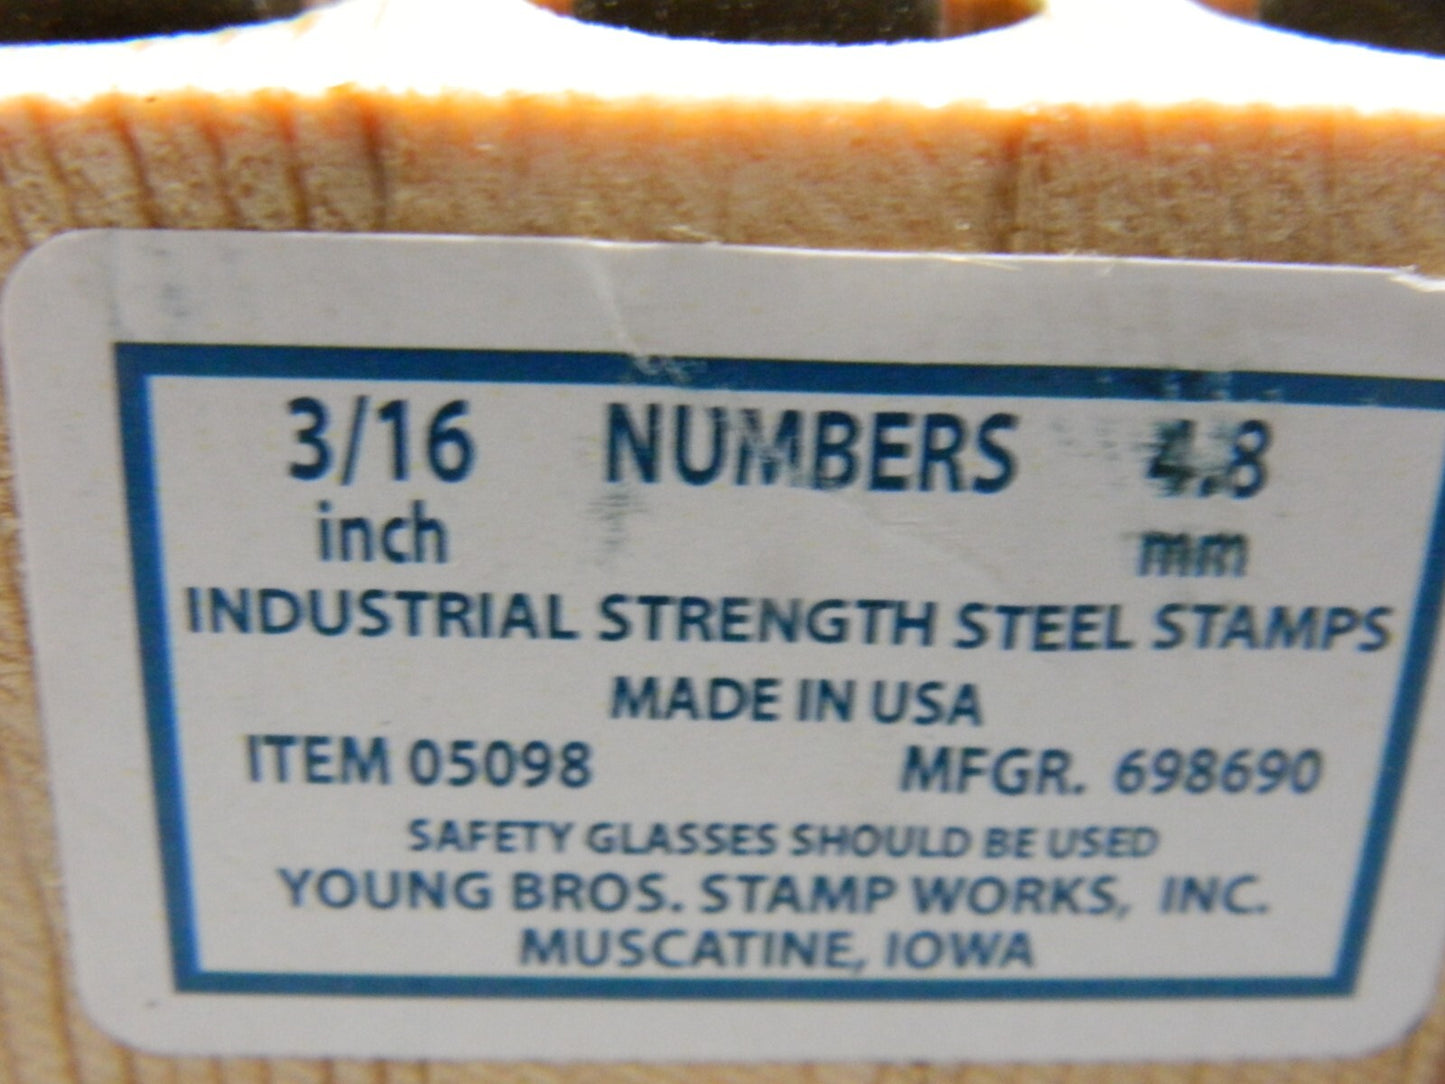 3/16 NUMBERS 4.8
inch mm
INDUSTRIAL STRENGTH STEEL STAMPS
MADE IN USA
ITEM 05098 MFGR. 698690
SAFETY GLASSES SHOULD BE USED
YOUNG BROS. STAMP WORKS, INC.
MUSCATINE, IOWA